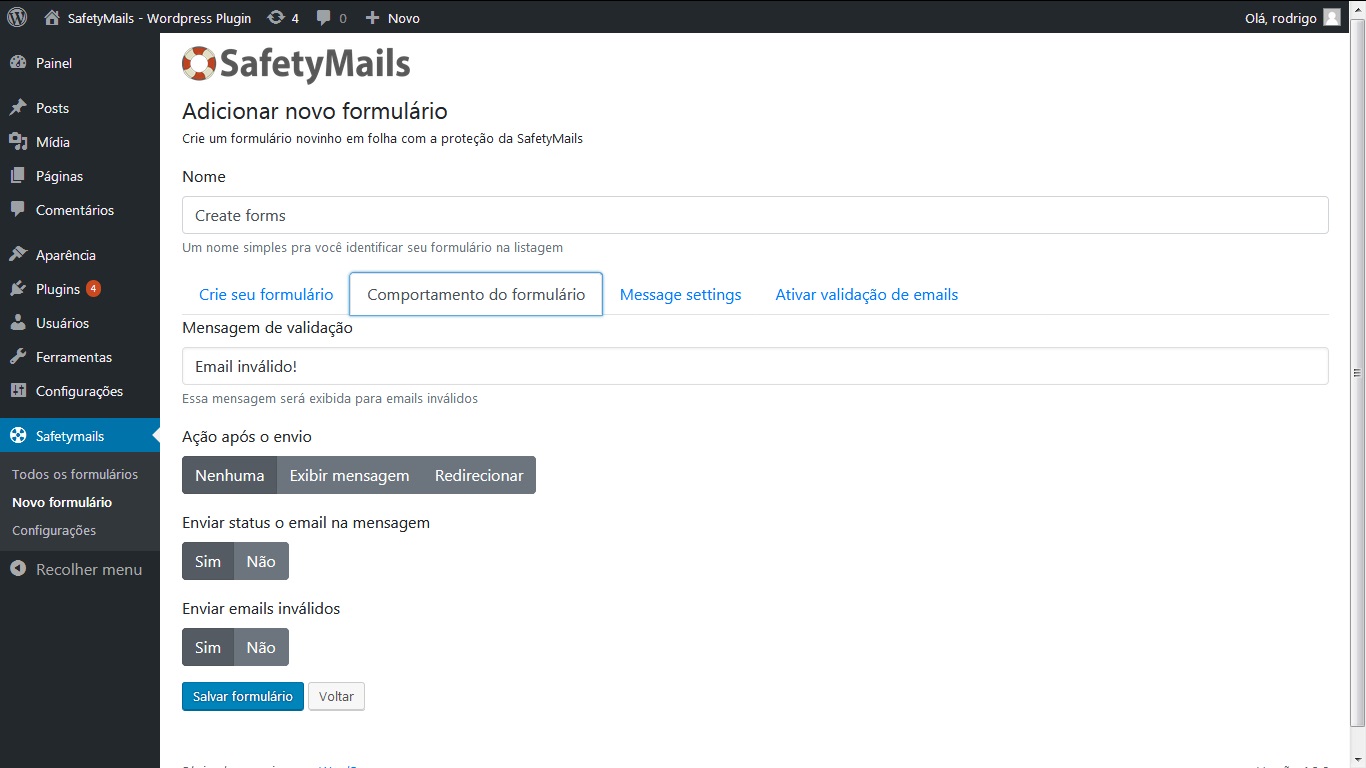 SafetyMails - Wordpress Plugin 4 0 Novo Olá, rodrigo
Painel
Posts
Mídia
Páginas
Comentários
Aparência
Plugins 4
Usuários
Ferramentas
Configurações
Safetymails
Todos os formulários
Novo formulário
Configurações
Recolher menu
SafetyMails
Adicionar novo formulário
Crie um formulário novinho em folha com a proteção da SafetyMails
Nome
Create forms
Um nome simples pra você identificar seu formulário na listagem
Crie seu formulário Comportamento do formulário Message settings Ativar validação de emails
Mensagem de validação
Email inválido!
Essa mensagem será exibida para emails inválidos
Ação após o envio
Nenhuma Exibir mensagem Redirecionar
Enviar status o email na mensagem
Sim Não
Enviar emails inválidos
Sim Não
Salvar formulário Voltar